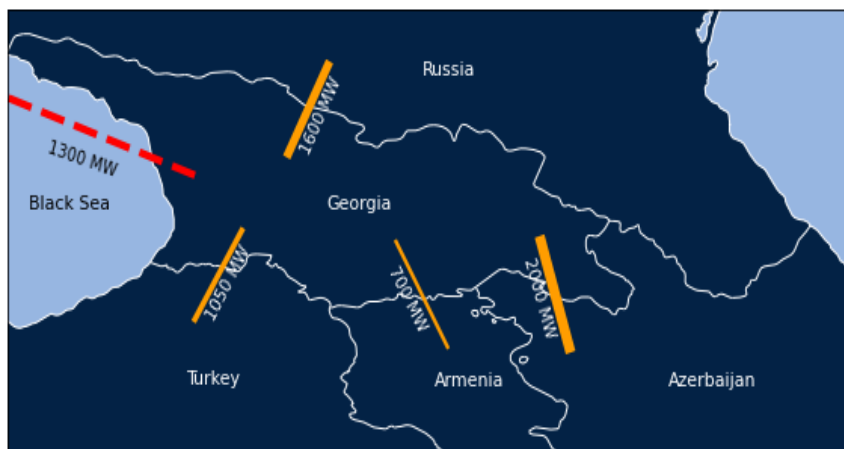 Russia
1600 MW
1300 MW
Black Sea
Georgia
1050 MW
700 MW
2000 MW
Turkey
Armenia
Azerbaijan